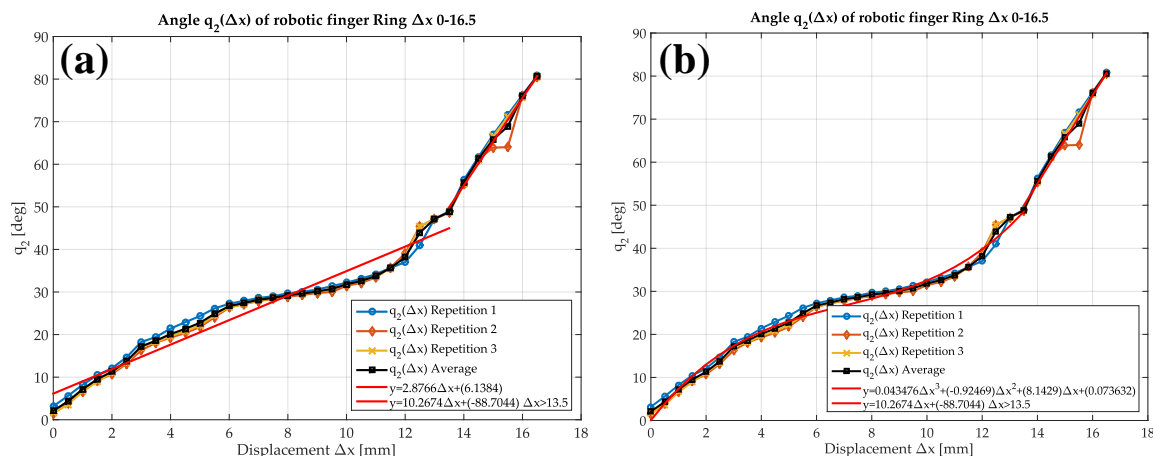 Angle q₂(Δx) of robotic finger Ring Δx 0-16.5
(a)
90
80
70
60
50
40
30
20
10
0
q₂ [deg]
q₂(Δx) Repetition 1
q₂(Δx) Repetition 2
q₂(Δx) Repetition 3
q₂(Δx) Average
y=2.8766Δx+(6.1384)
y=10.2674Δx+(-88.7044) Δx>13.5
0 2 4 6 8 10 12 14 16 18
Displacement Δx [mm]
Angle q₂(Δx) of robotic finger Ring Δx 0-16.5
(b)
90
80
70
60
50
40
30
20
10
0
q₂ [deg]
q₂(Δx) Repetition 1
q₂(Δx) Repetition 2
q₂(Δx) Repetition 3
q₂(Δx) Average
y=0.043476Δx³+(-0.92469)Δx²+(8.1429)Δx+(0.073632)
y=10.2674Δx+(-88.7044) Δx>13.5
0 2 4 6 8 10 12 14 16 18
Displacement Δx [mm]